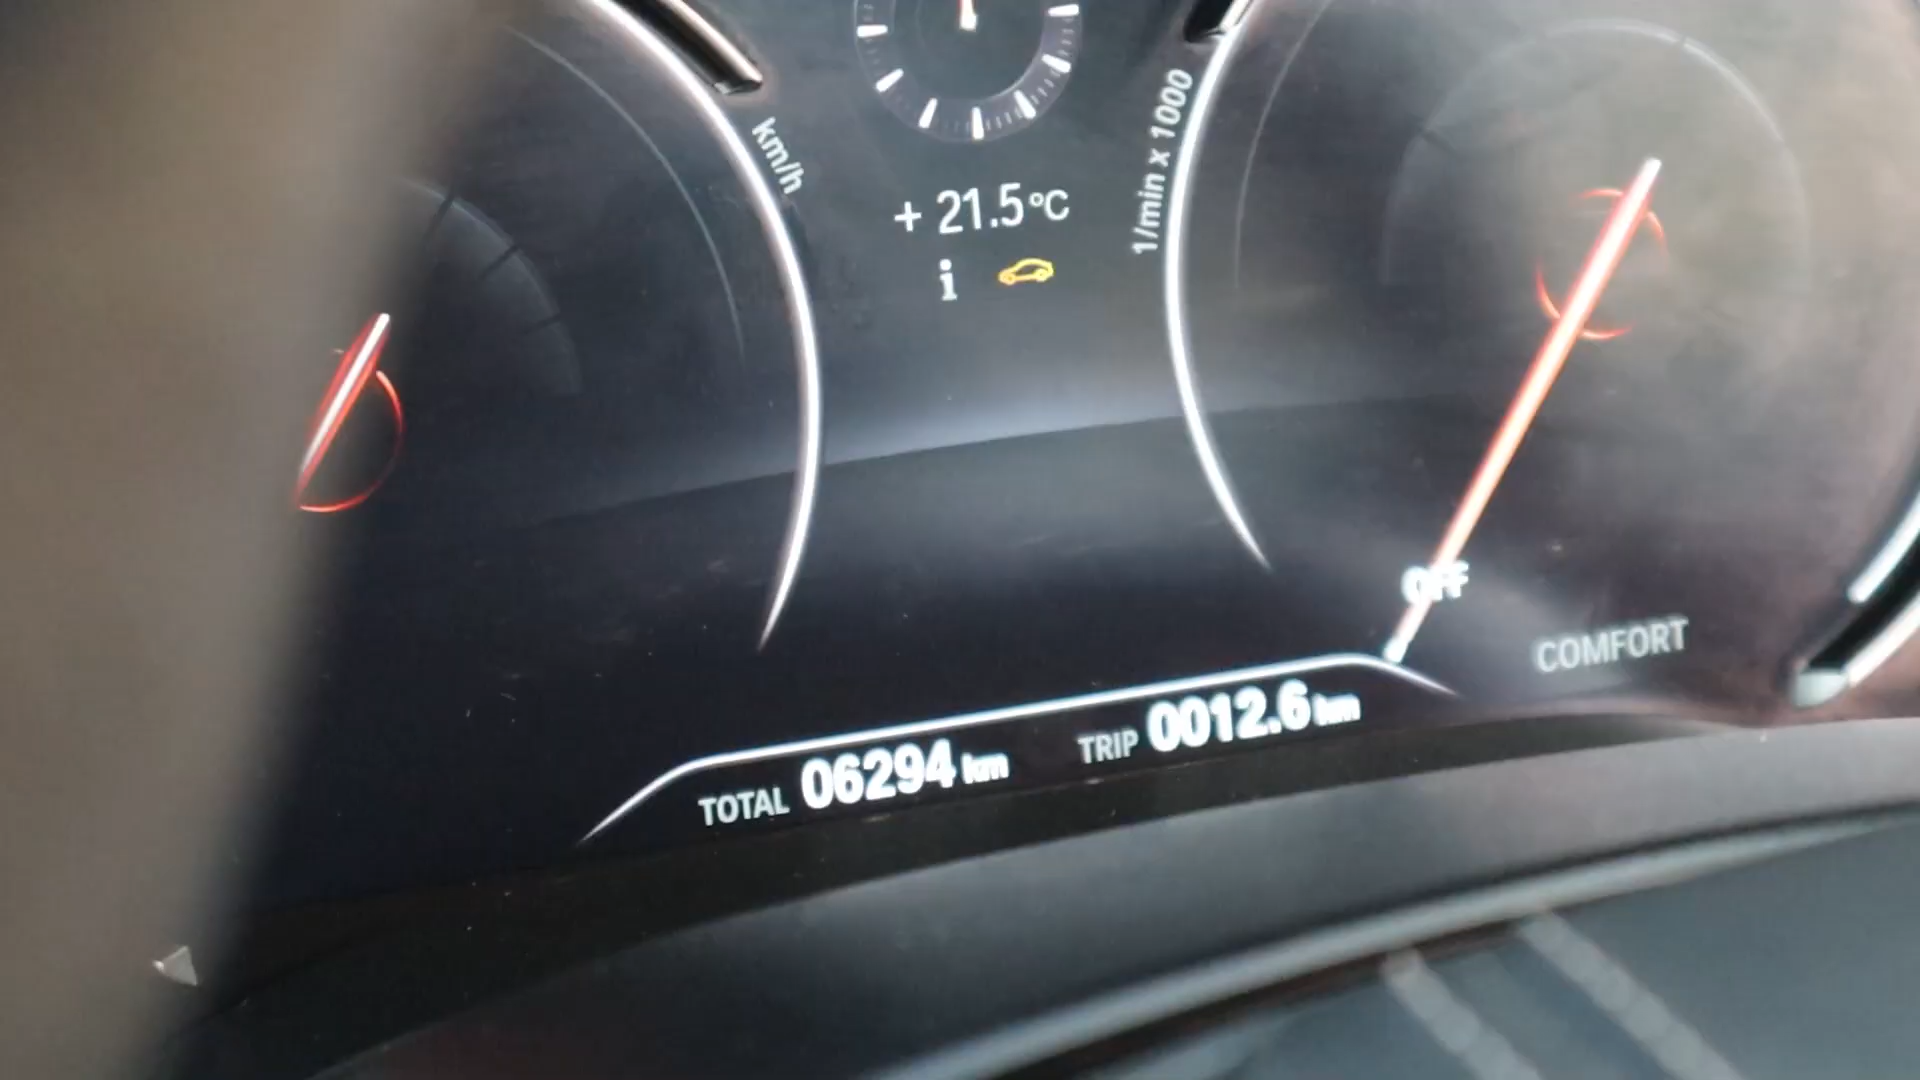 km/h
1/min x 1000
+ 21.5 °C
i
OFF
COMFORT
TOTAL 06294 km
TRIP 0012.6 km